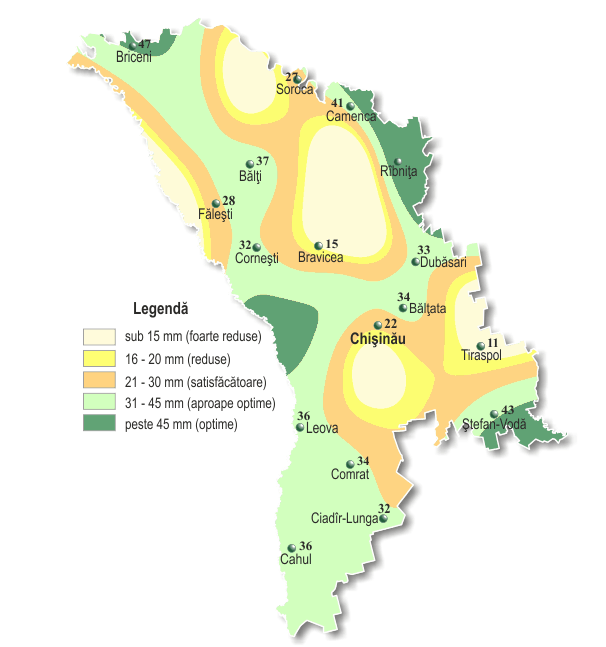 47
Briceni
27
Soroca
41
Camenca
37
Bălţi
Rîbniţa
28
Făleşti
32
Corneşti
15
Bravicea
33
Dubăsari
34
Bălţata
22
Chişinău
11
Tiraspol
Legendă
sub 15 mm (foarte reduse)
16 - 20 mm (reduse)
21 - 30 mm (satisfăcătoare)
31 - 45 mm (aproape optime)
peste 45 mm (optime)
36
Leova
43
Ştefan-Vodă
34
Comrat
32
Ciadîr-Lunga
36
Cahul